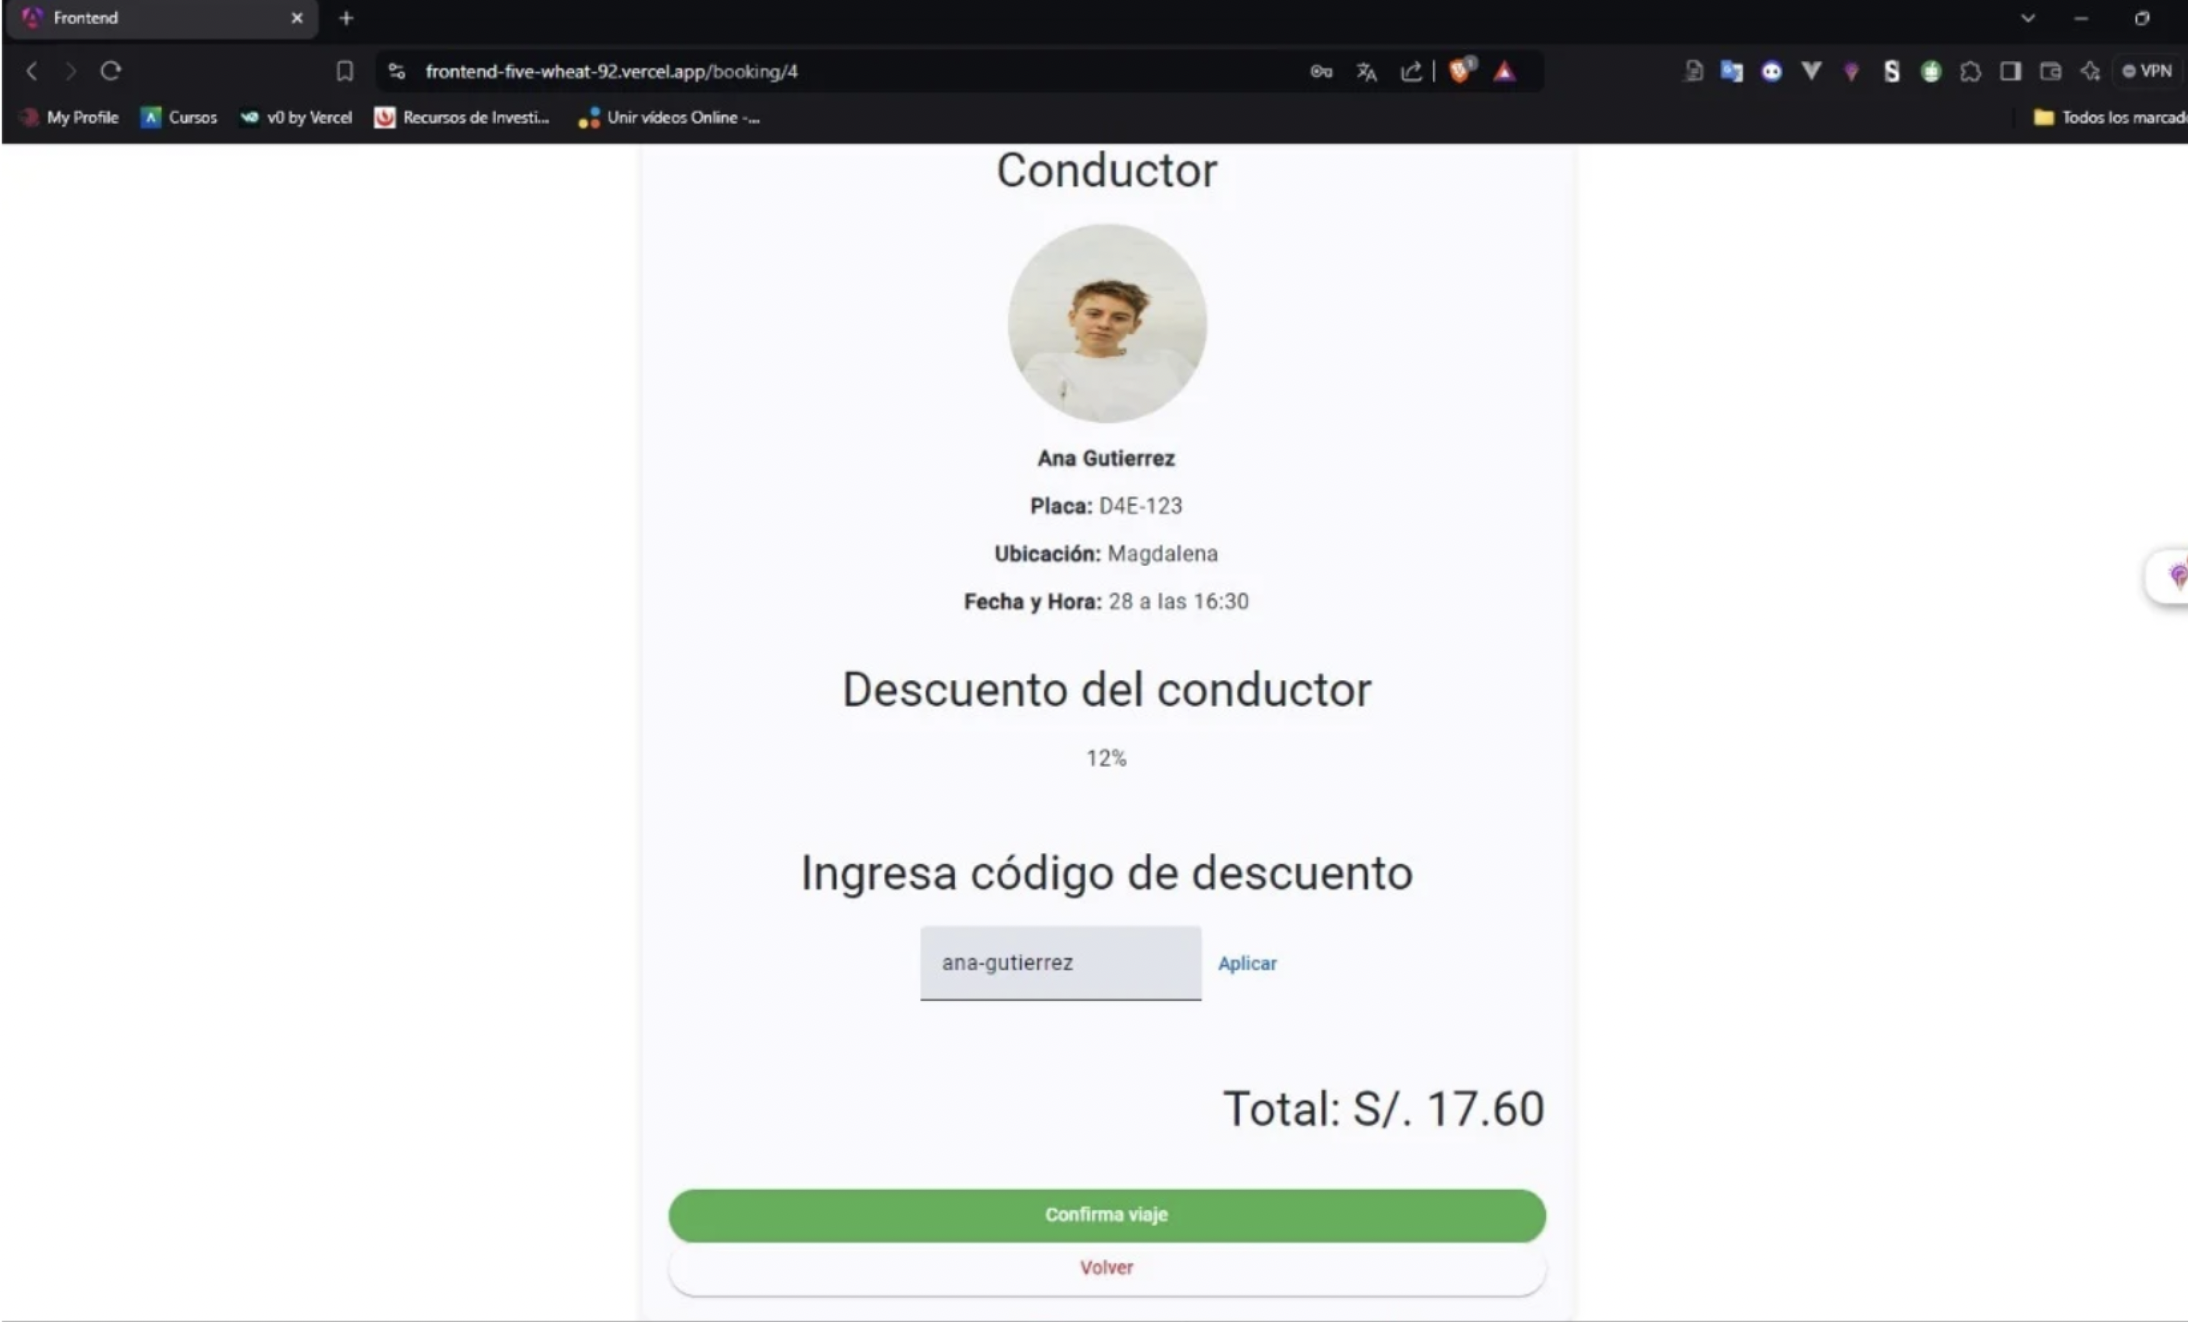 Frontend
frontend-five-wheat-92.vercel.app/booking/4
VPN
My Profile
Cursos
v0 by Vercel
Recursos de Investi...
Unir vídeos Online -...
Todos los marcad
Conductor
Ana Gutierrez
Placa: D4E-123
Ubicación: Magdalena
Fecha y Hora: 28 a las 16:30
Descuento del conductor
12%
Ingresa código de descuento
ana-gutierrez
Aplicar
Total: S/. 17.60
Confirma viaje
Volver